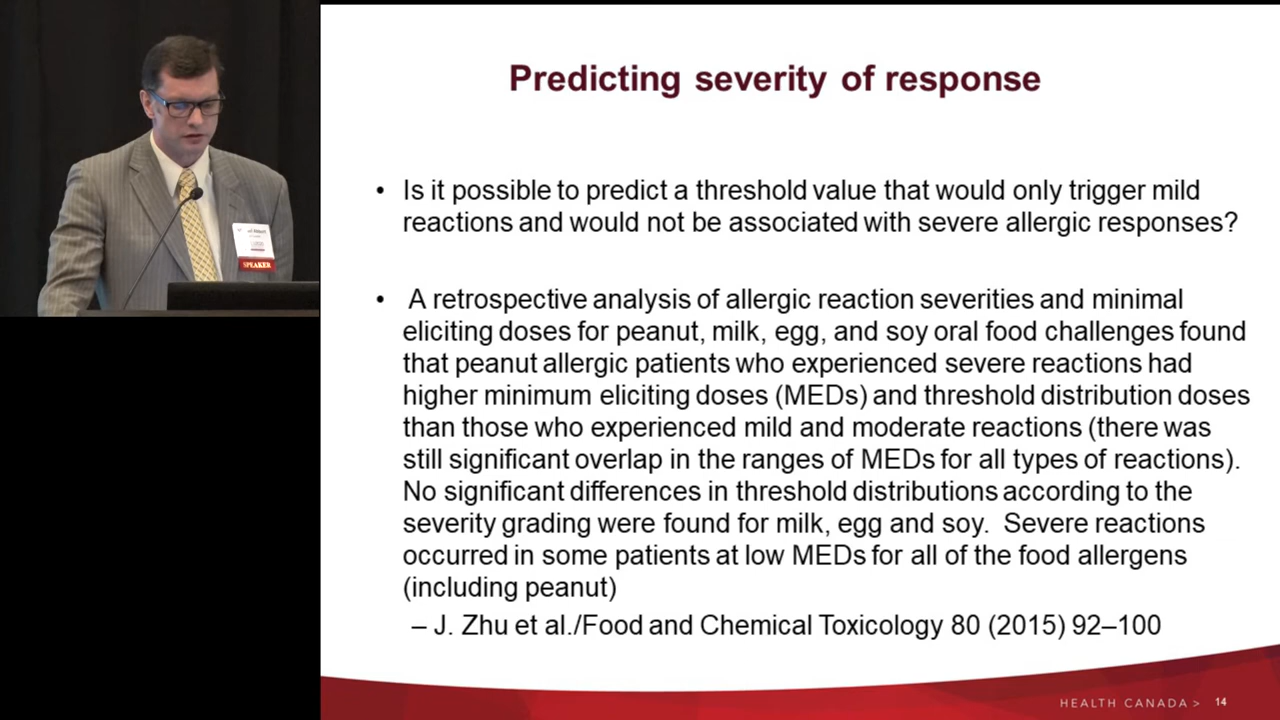 Predicting severity of response
• Is it possible to predict a threshold value that would only trigger mild
reactions and would not be associated with severe allergic responses?
• A retrospective analysis of allergic reaction severities and minimal
eliciting doses for peanut, milk, egg, and soy oral food challenges found
that peanut allergic patients who experienced severe reactions had
higher minimum eliciting doses (MEDs) and threshold distribution doses
than those who experienced mild and moderate reactions (there was
still significant overlap in the ranges of MEDs for all types of reactions).
No significant differences in threshold distributions according to the
severity grading were found for milk, egg and soy. Severe reactions
occurred in some patients at low MEDs for all of the food allergens
(including peanut)
– J. Zhu et al./Food and Chemical Toxicology 80 (2015) 92–100
HEALTH CANADA > 14
SPEAKER